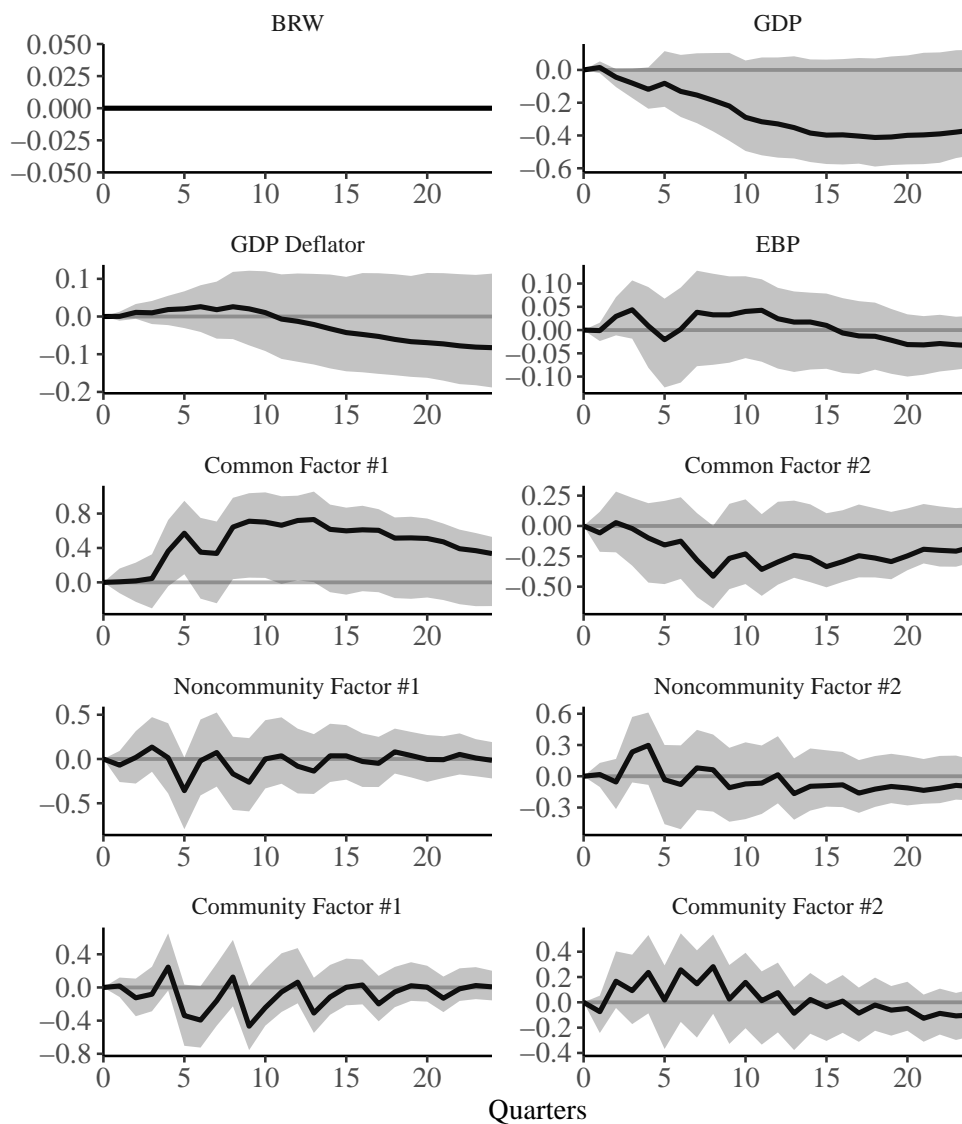 BRW
0.050
0.025
0.000
−0.025
−0.050
0 5 10 15 20
GDP
0.0
−0.2
−0.4
−0.6
0 5 10 15 20
GDP Deflator
0.1
0.0
−0.1
−0.2
0 5 10 15 20
EBP
0.10
0.05
0.00
−0.05
−0.10
0 5 10 15 20
Common Factor #1
0.8
0.4
0.0
0 5 10 15 20
Common Factor #2
0.25
0.00
−0.25
−0.50
0 5 10 15 20
Noncommunity Factor #1
0.5
0.0
−0.5
0 5 10 15 20
Noncommunity Factor #2
0.6
0.3
0.0
−0.3
0 5 10 15 20
Community Factor #1
0.4
0.0
−0.4
−0.8
0 5 10 15 20
Community Factor #2
0.4
0.2
0.0
−0.2
−0.4
0 5 10 15 20
Quarters